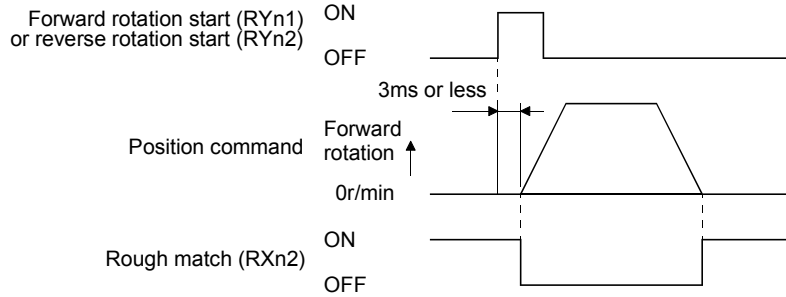 Forward rotation start (RYn1)
or reverse rotation start (RYn2)
ON
OFF
3ms or less
Position command
Forward
rotation
0r/min
Rough match (RXn2)
ON
OFF